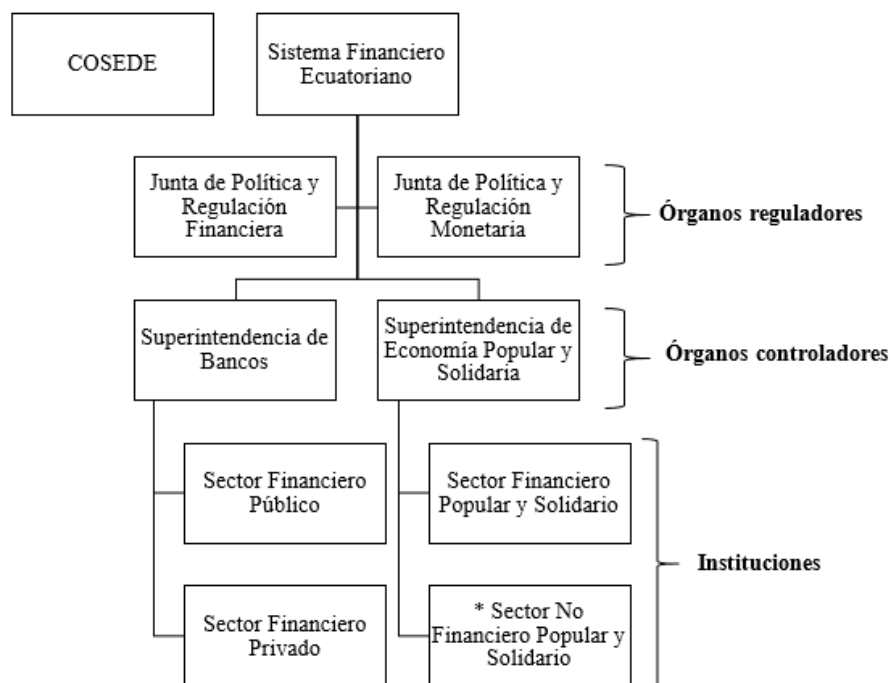 COSEDE
Sistema Financiero
Ecuatoriano
Junta de Política y
Regulación
Financiera
Junta de Política y
Regulación
Monetaria
Órganos reguladores
Superintendencia de
Bancos
Superintendencia de
Economía Popular y
Solidaria
Órganos controladores
Sector Financiero
Público
Sector Financiero
Popular y Solidario
Instituciones
Sector Financiero
Privado
* Sector No
Financiero Popular y
Solidario